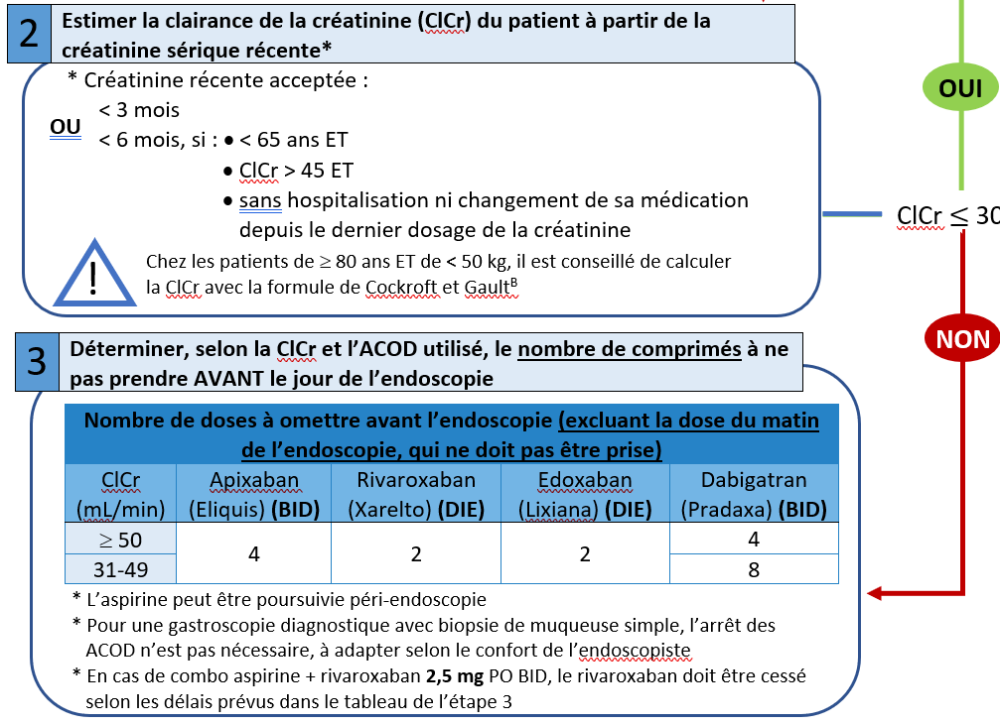 2
Estimer la clairance de la créatinine (ClCr) du patient à partir de la
créatinine sérique récente*
* Créatinine récente acceptée :
< 3 mois
OU
< 6 mois, si : • < 65 ans ET
• ClCr > 45 ET
• sans hospitalisation ni changement de sa médication
depuis le dernier dosage de la créatinine
!
Chez les patients de ≥ 80 ans ET de < 50 kg, il est conseillé de calculer
la ClCr avec la formule de Cockroft et Gaultᴮ
OUI
ClCr ≤ 30
NON
3
Déterminer, selon la ClCr et l’ACOD utilisé, le nombre de comprimés à ne
pas prendre AVANT le jour de l’endoscopie
Nombre de doses à omettre avant l’endoscopie (excluant la dose du matin
de l’endoscopie, qui ne doit pas être prise)
ClCr
(mL/min)
Apixaban
(Eliquis) (BID)
Rivaroxaban
(Xarelto) (DIE)
Edoxaban
(Lixiana) (DIE)
Dabigatran
(Pradaxa) (BID)
≥ 50
31-49
4
2
2
4
8
* L’aspirine peut être poursuivie péri-endoscopie
* Pour une gastroscopie diagnostique avec biopsie de muqueuse simple, l’arrêt des
ACOD n’est pas nécessaire, à adapter selon le confort de l’endoscopiste
* En cas de combo aspirine + rivaroxaban 2,5 mg PO BID, le rivaroxaban doit être cessé
selon les délais prévus dans le tableau de l’étape 3